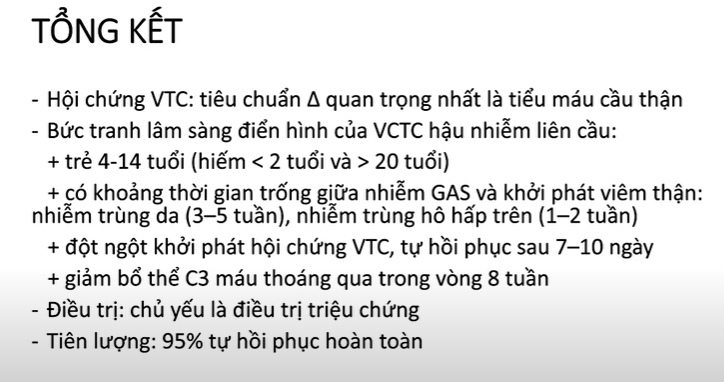 TỔNG KẾT
- Hội chứng VTC: tiêu chuẩn Δ quan trọng nhất là tiểu máu cầu thận
- Bức tranh lâm sàng điển hình của VCTC hậu nhiễm liên cầu:
+ trẻ 4-14 tuổi (hiếm < 2 tuổi và > 20 tuổi)
+ có khoảng thời gian trống giữa nhiễm GAS và khởi phát viêm thận:
nhiễm trùng da (3–5 tuần), nhiễm trùng hô hấp trên (1–2 tuần)
+ đột ngột khởi phát hội chứng VTC, tự hồi phục sau 7–10 ngày
+ giảm bổ thể C3 máu thoáng qua trong vòng 8 tuần
- Điều trị: chủ yếu là điều trị triệu chứng
- Tiên lượng: 95% tự hồi phục hoàn toàn